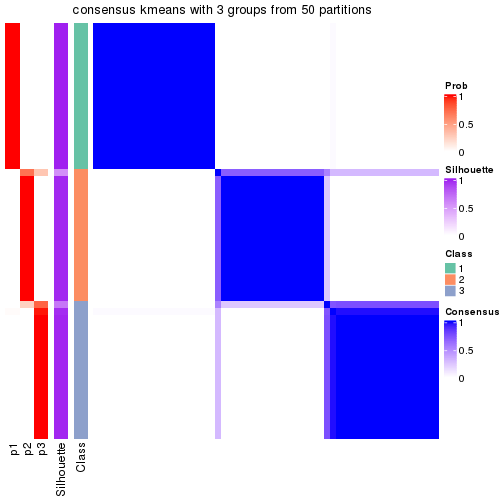 consensus kmeans with 3 groups from 50 partitions
Prob
1
0.5
0
Silhouette
1
0.5
0
Class
1
2
3
Consensus
1
0.5
0
p1
p2
p3
Silhouette
Class